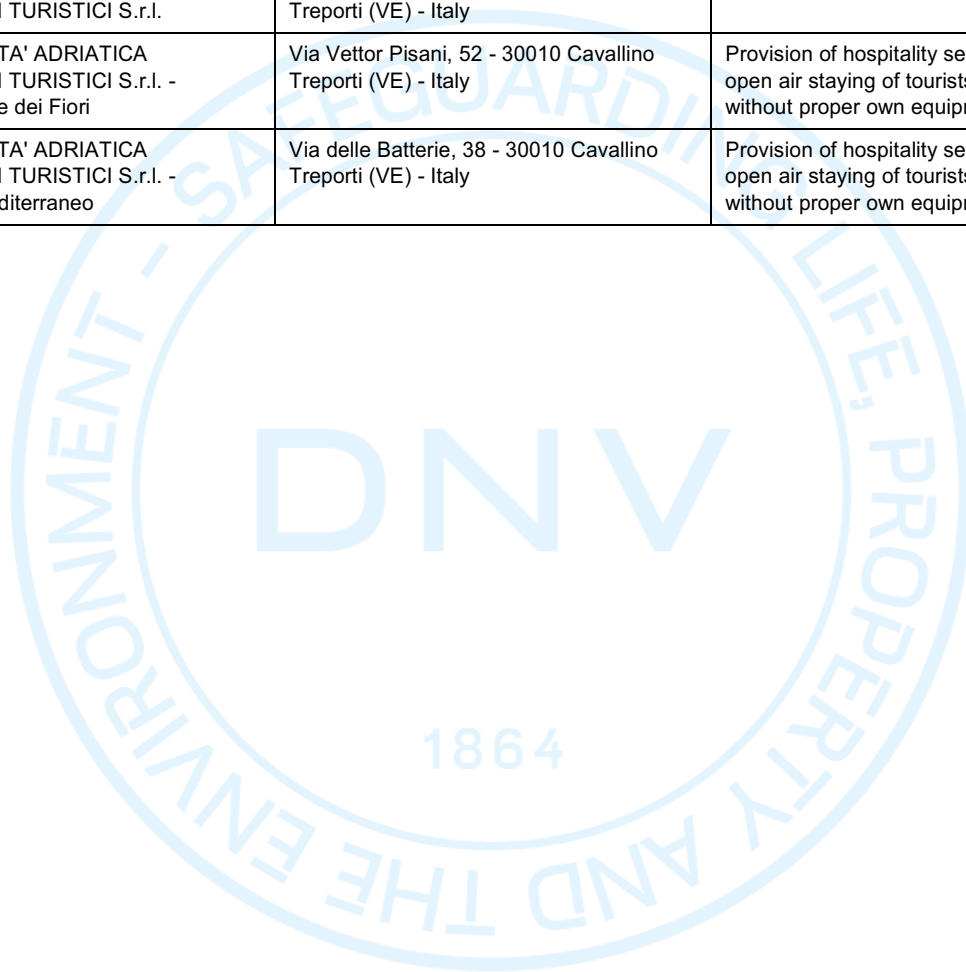 TURISTICI S.r.l.
Treporti (VE) - Italy
TA' ADRIATICA
TURISTICI S.r.l. -
e dei Fiori
Via Vettor Pisani, 52 - 30010 Cavallino
Treporti (VE) - Italy
Provision of hospitality se
open air staying of tourists
without proper own
TA' ADRIATICA
TURISTICI S.r.l. -
diterraneo
Via delle Batterie, 38 - 30010 Cavallino
Treporti (VE) - Italy
Provision of hospitality se
open air staying of tourists
without proper own
SAFEGUARDING LIFE, PROPERTY AND THE ENVIRONMENT -
DNV
1864